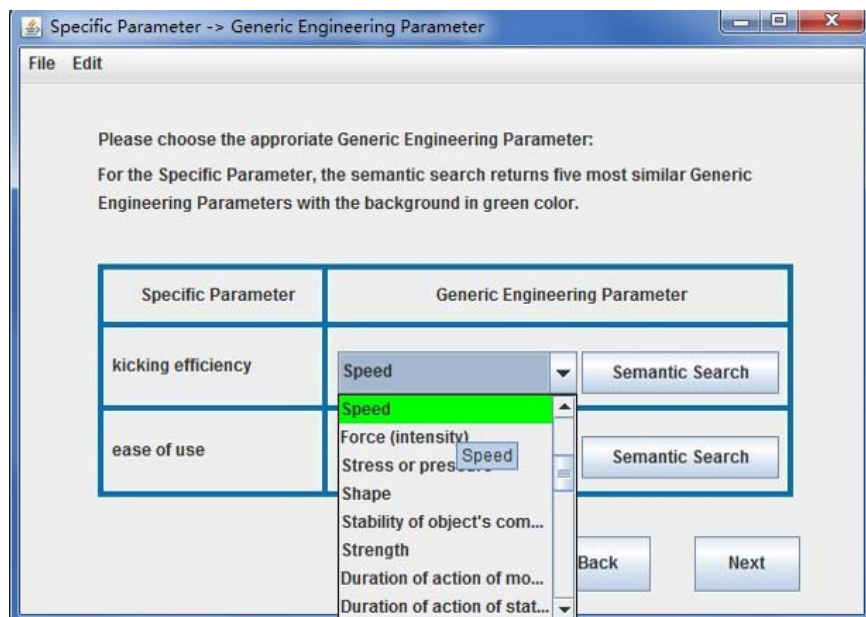 Specific Parameter -> Generic Engineering Parameter
File Edit
Please choose the approriate Generic Engineering Parameter:
For the Specific Parameter, the semantic search returns five most similar Generic
Engineering Parameters with the background in green color.
Specific Parameter Generic Engineering Parameter
kicking efficiency Speed Semantic Search
Speed
Force (intensity)
Speed
Stress or pressure
ease of use Semantic Search
Shape
Stability of object's com...
Strength
Duration of action of mo...
Duration of action of stat...
Back Next